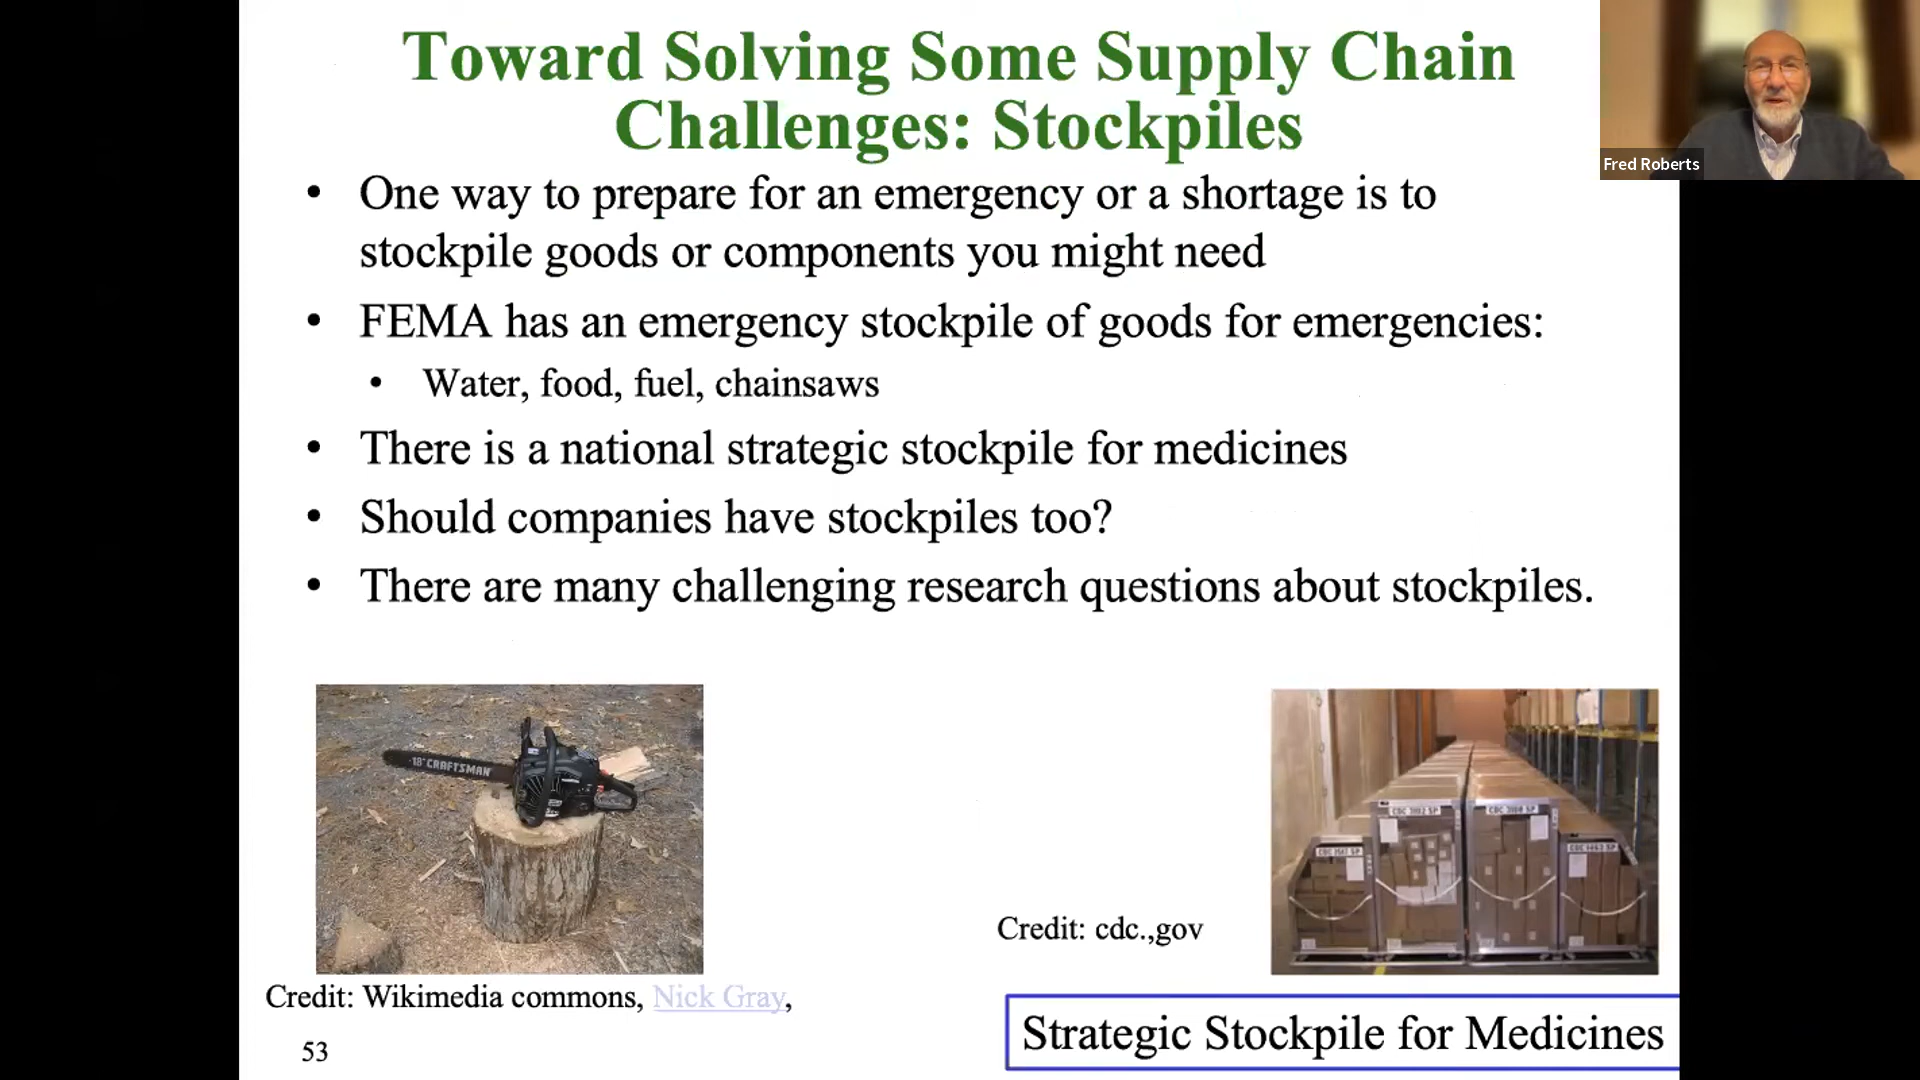 Toward Solving Some Supply Chain
Challenges: Stockpiles
Fred Roberts
• One way to prepare for an emergency or a shortage is to
stockpile goods or components you might need
• FEMA has an emergency stockpile of goods for emergencies:
• Water, food, fuel, chainsaws
• There is a national strategic stockpile for medicines
• Should companies have stockpiles too?
• There are many challenging research questions about stockpiles.
18" CRAFTSMAN
CDC 3182 SP
Credit: cdc.,gov
Credit: Wikimedia commons, Nick Gray,
Strategic Stockpile for Medicines
53